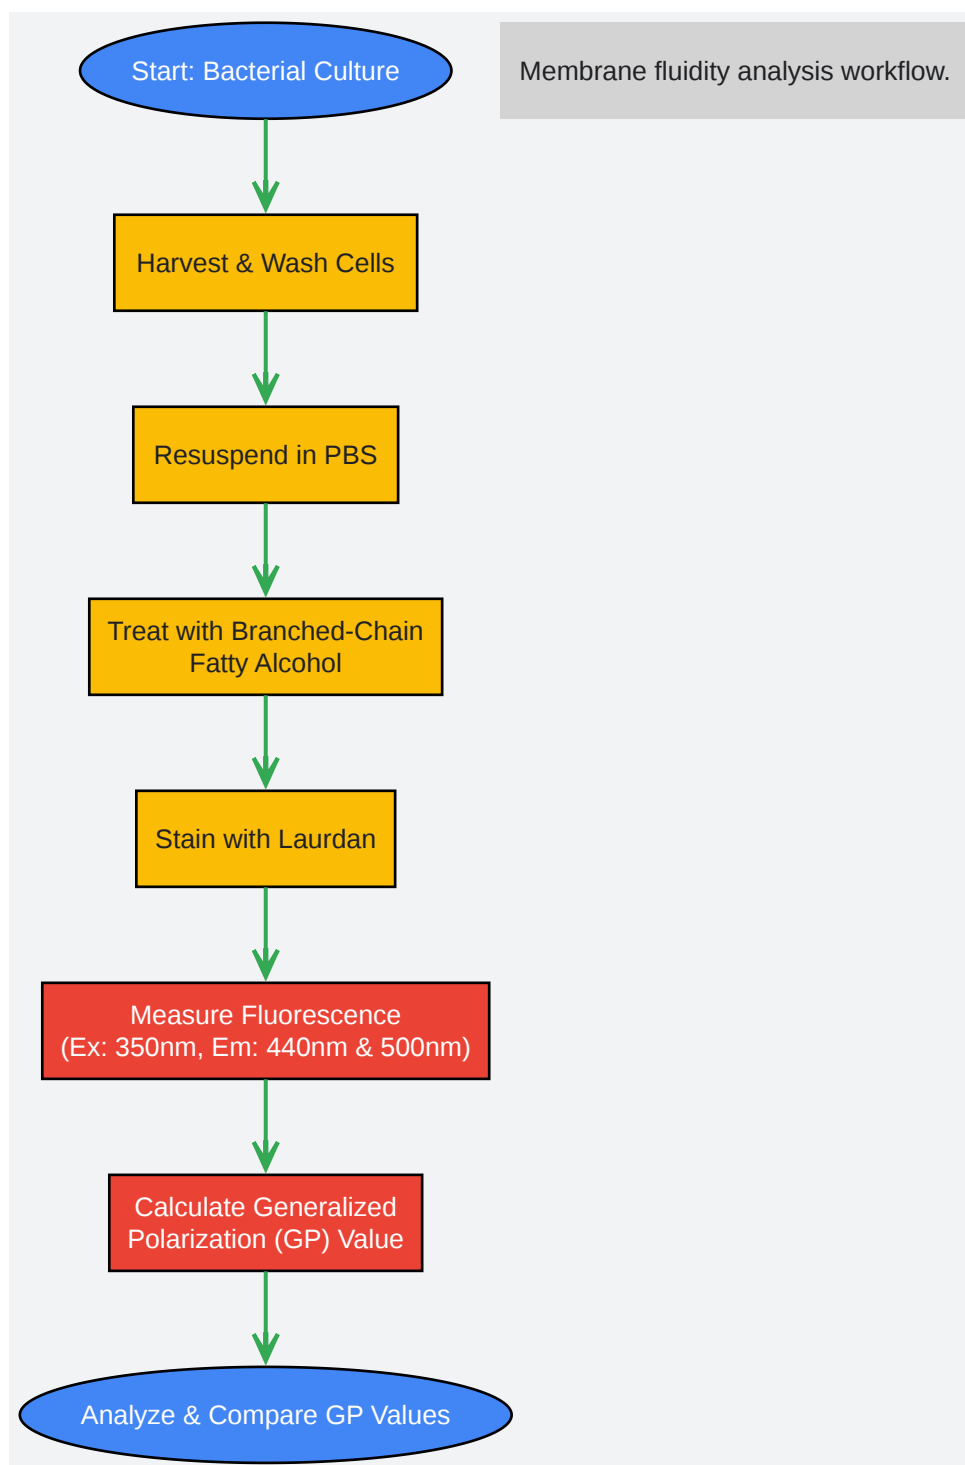 Start: Bacterial Culture
Membrane fluidity analysis workflow.
Harvest & Wash Cells
Resuspend in PBS
Treat with Branched-Chain
Fatty Alcohol
Stain with Laurdan
Measure Fluorescence
(Ex: 350nm, Em: 440nm & 500nm)
Calculate Generalized
Polarization (GP) Value
Analyze & Compare GP Values